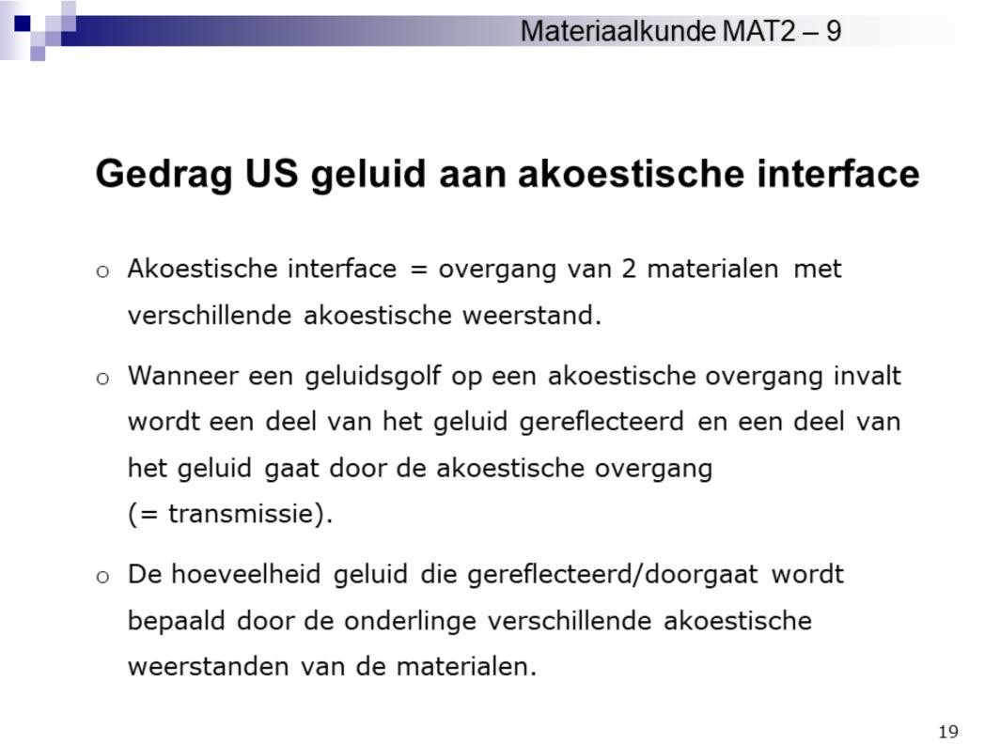 Materiaalkunde MAT2 – 9
Gedrag US geluid aan akoestische interface
o Akoestische interface = overgang van 2 materialen met
verschillende akoestische weerstand.
o Wanneer een geluidsgolf op een akoestische overgang invalt
wordt een deel van het geluid gereflecteerd en een deel van
het geluid gaat door de akoestische overgang
(= transmissie).
o De hoeveelheid geluid die gereflecteerd/doorgaat wordt
bepaald door de onderlinge verschillende akoestische
weerstanden van de materialen.
19